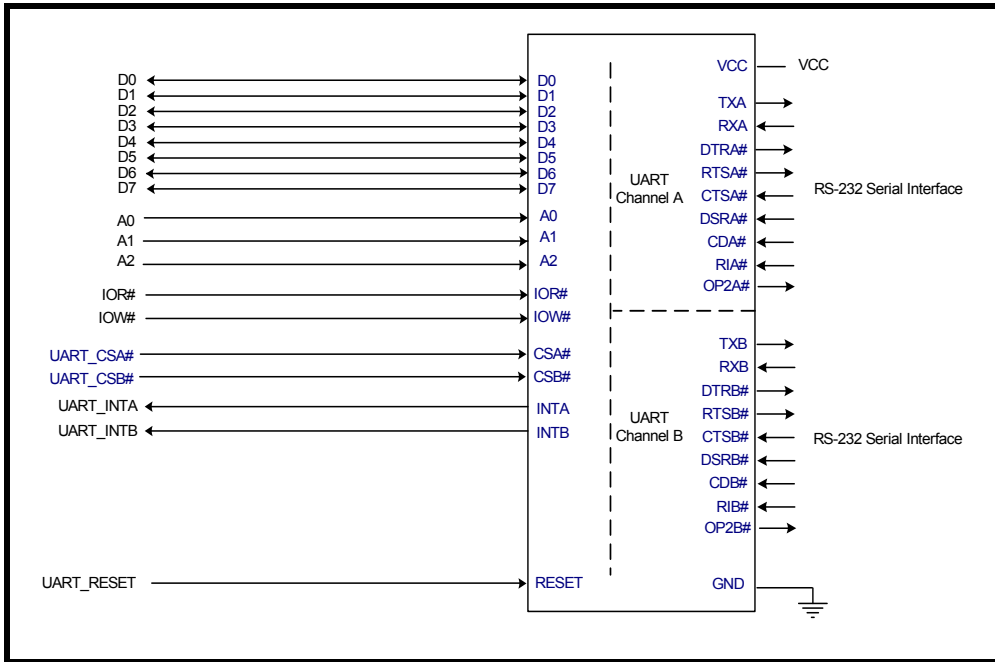 D0
D1
D2
D3
D4
D5
D6
D7
A0
A1
A2
IOR#
IOW#
UART_CSA#
UART_CSB#
UART_INTA
UART_INTB
UART_RESET
D0
D1
D2
D3
D4
D5
D6
D7
A0
A1
A2
IOR#
IOW#
CSA#
CSB#
INTA
INTB
RESET
UART
Channel A
UART
Channel B
VCC
TXA
RXA
DTRA#
RTSA#
CTSA#
DSRA#
CDA#
RIA#
OP2A#
TXB
RXB
DTRB#
RTSB#
CTSB#
DSRB#
CDB#
RIB#
OP2B#
GND
VCC
RS-232 Serial Interface
RS-232 Serial Interface